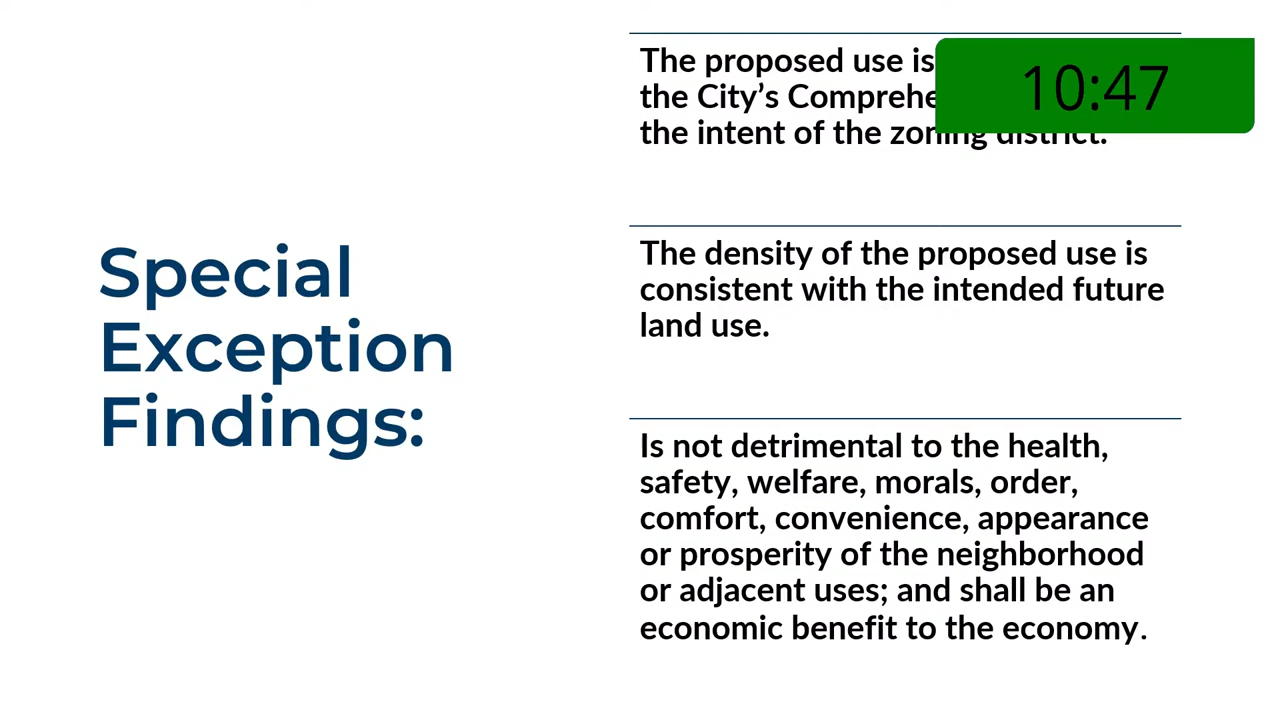 Special
Exception
Findings:
The proposed use is
the City's
the intent of the zoning district.
10:47
The density of the proposed use is
consistent with the intended future
land use.
Is not detrimental to the health,
safety, welfare, morals, order,
comfort, convenience, appearance
or prosperity of the neighborhood
or adjacent uses; and shall be an
economic benefit to the economy.